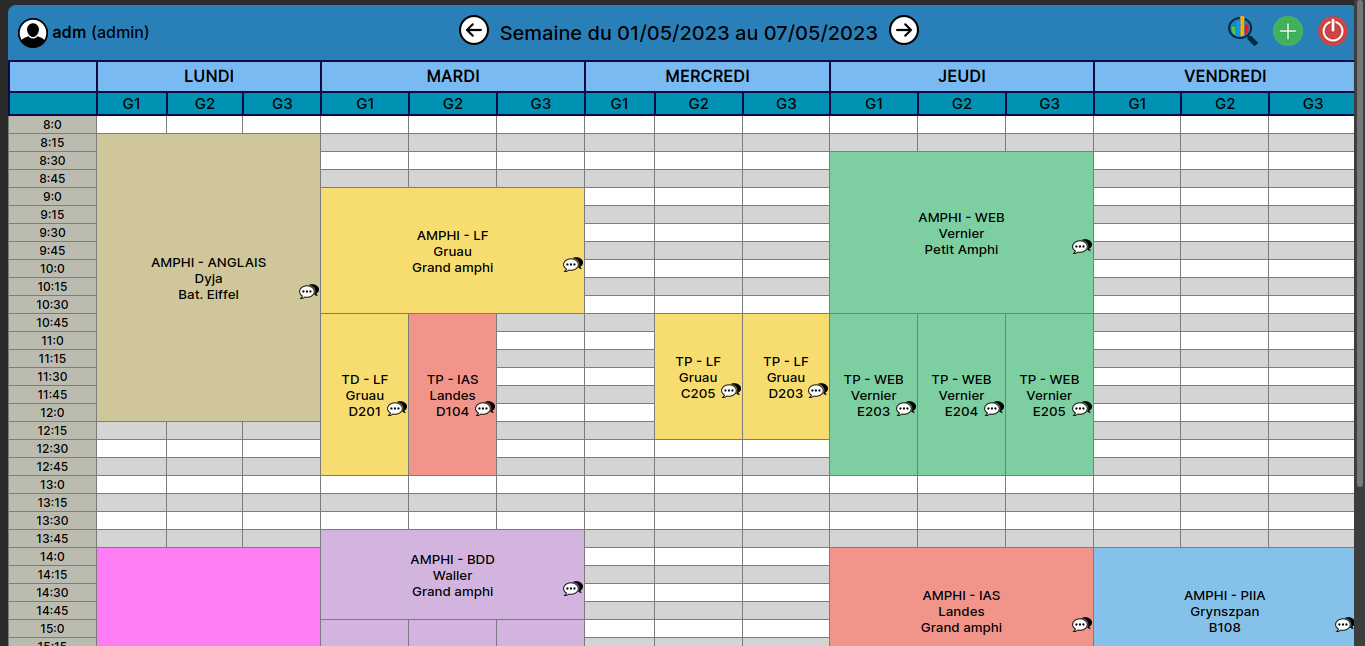 adm (admin)
Semaine du 01/05/2023 au 07/05/2023
LUNDI MARDI MERCREDI JEUDI VENDREDI
G1 G2 G3 G1 G2 G3 G1 G2 G3 G1 G2 G3 G1 G2 G3
8:0
8:15
8:30
8:45
9:0
9:15
9:30
9:45
10:0
10:15
10:30
10:45
11:0
11:15
11:30
11:45
12:0
12:15
12:30
12:45
13:0
13:15
13:30
13:45
14:0
14:15
14:30
14:45
15:0
15:15
AMPHI - ANGLAIS
Dyja
Bat. Eiffel
AMPHI - LF
Gruau
Grand amphi
TD - LF
Gruau
D201
TP - IAS
Landes
D104
AMPHI - BDD
Waller
Grand amphi
TP - LF
Gruau
C205
TP - LF
Gruau
D203
AMPHI - WEB
Vernier
Petit Amphi
TP - WEB
Vernier
E203
TP - WEB
Vernier
E204
TP - WEB
Vernier
E205
AMPHI - IAS
Landes
Grand amphi
AMPHI - PIIA
Grynszpan
B108